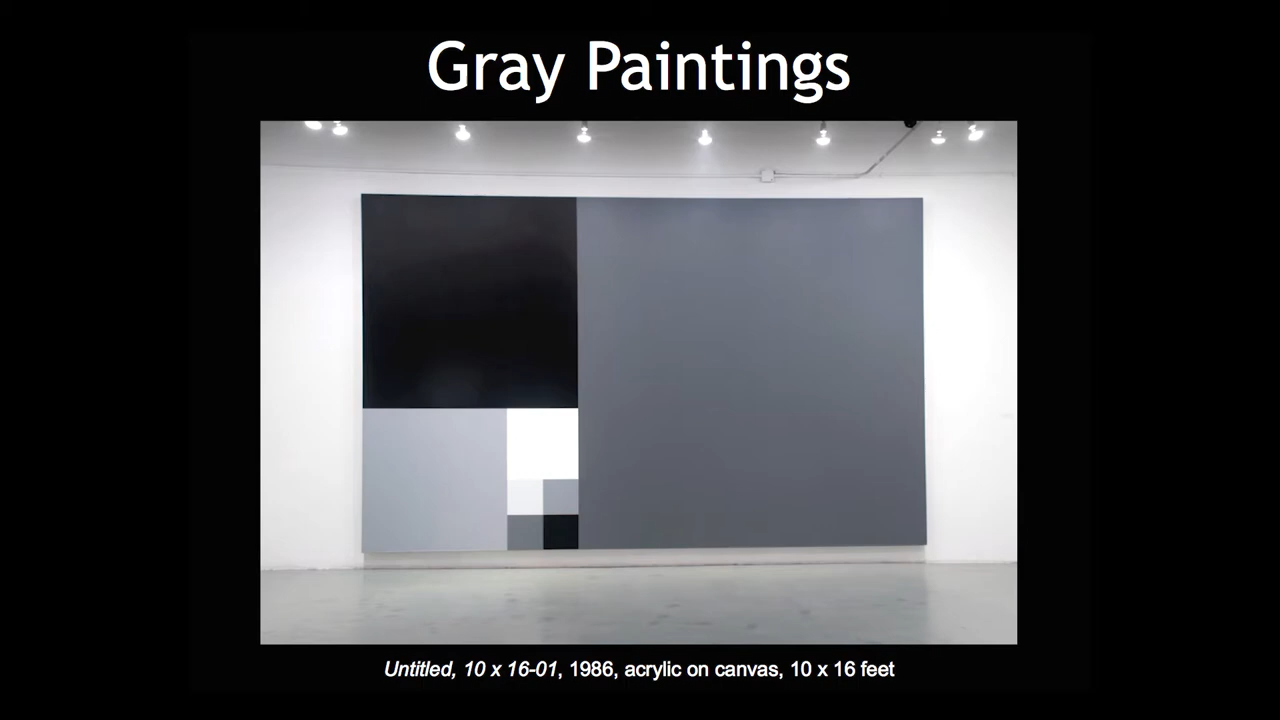 Gray Paintings
Untitled, 10 x 16-01, 1986, acrylic on canvas, 10 x 16 feet